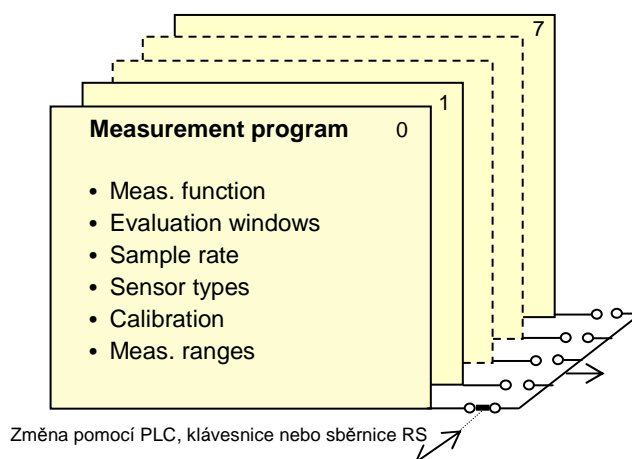 7
1
Measurement program 0
• Meas. function
• Evaluation windows
• Sample rate
• Sensor types
• Calibration
• Meas. ranges
Změna pomocí PLC, klávesnice nebo sběrnice RS